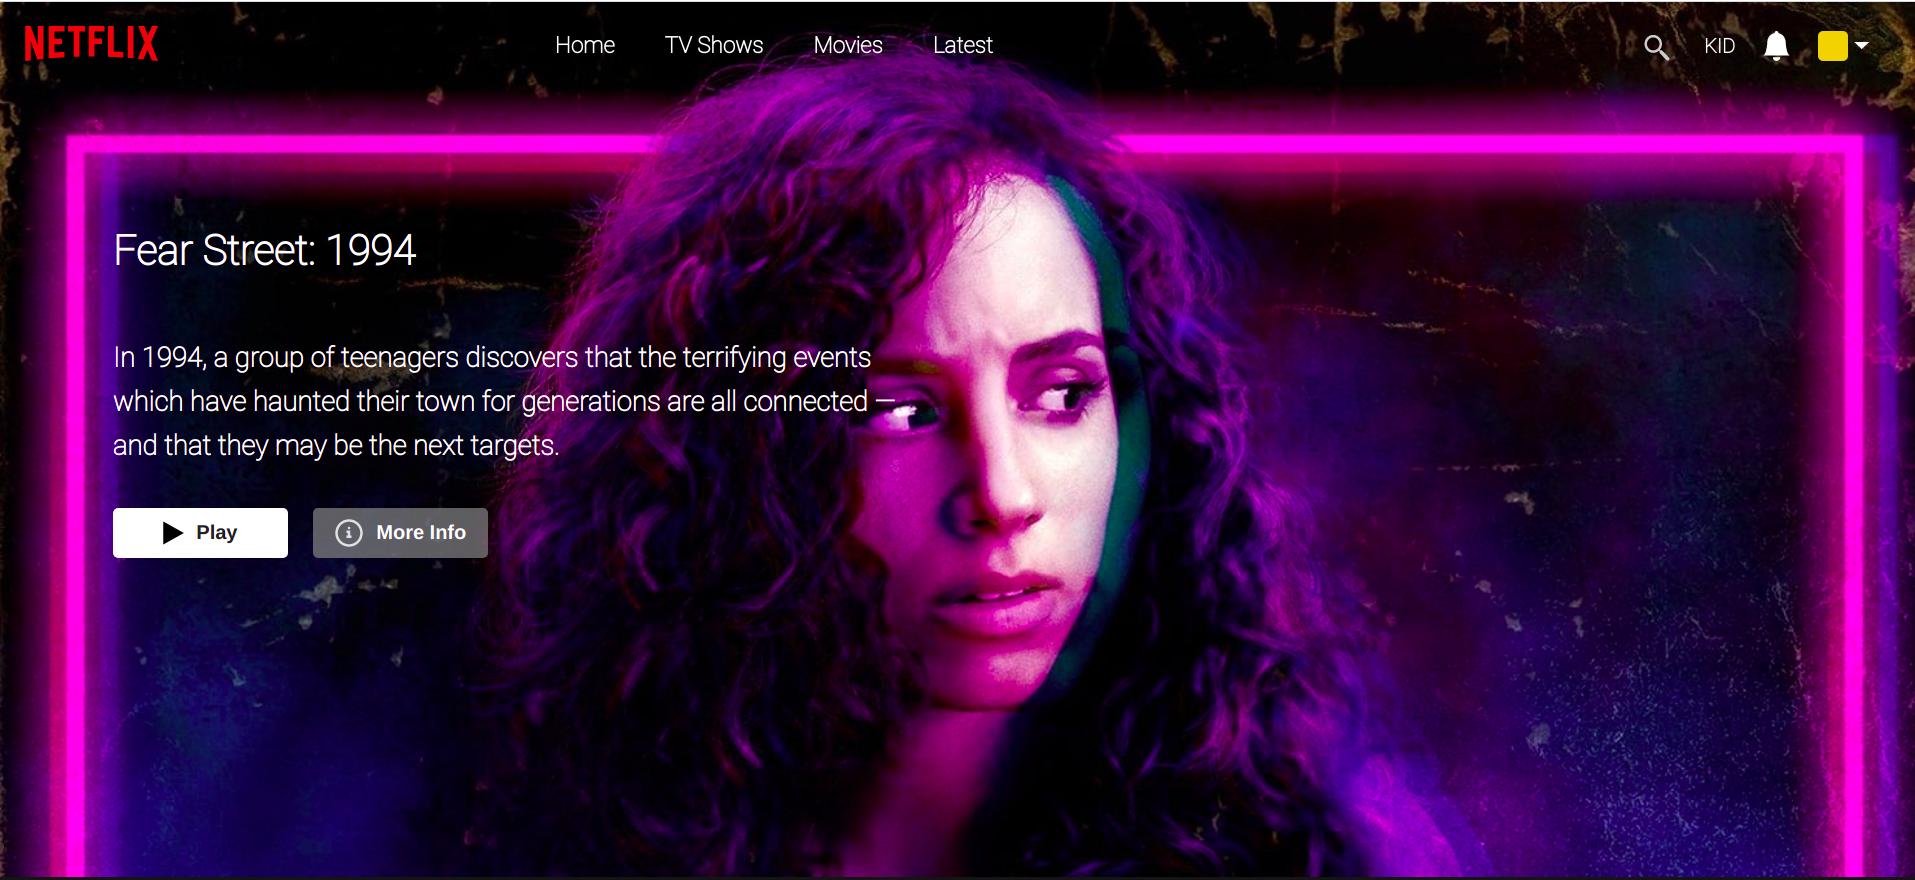 NETFLIX
Home TV Shows Movies Latest
KID
Fear Street: 1994
In 1994, a group of teenagers discovers that the terrifying events
which have haunted their town for generations are all connected —
and that they may be the next targets.
Play
More Info